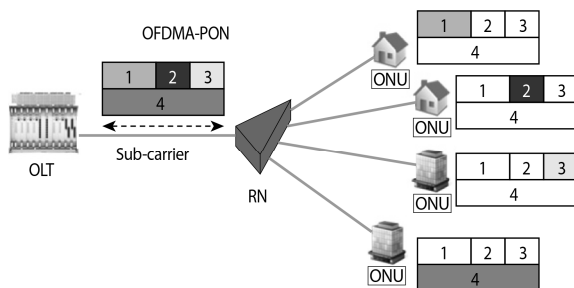 OFDMA-PON
1 2 3
4
Sub-carrier
OLT
RN
ONU
1 2 3
4
ONU
1 2 3
4
ONU
1 2 3
4
ONU
1 2 3
4